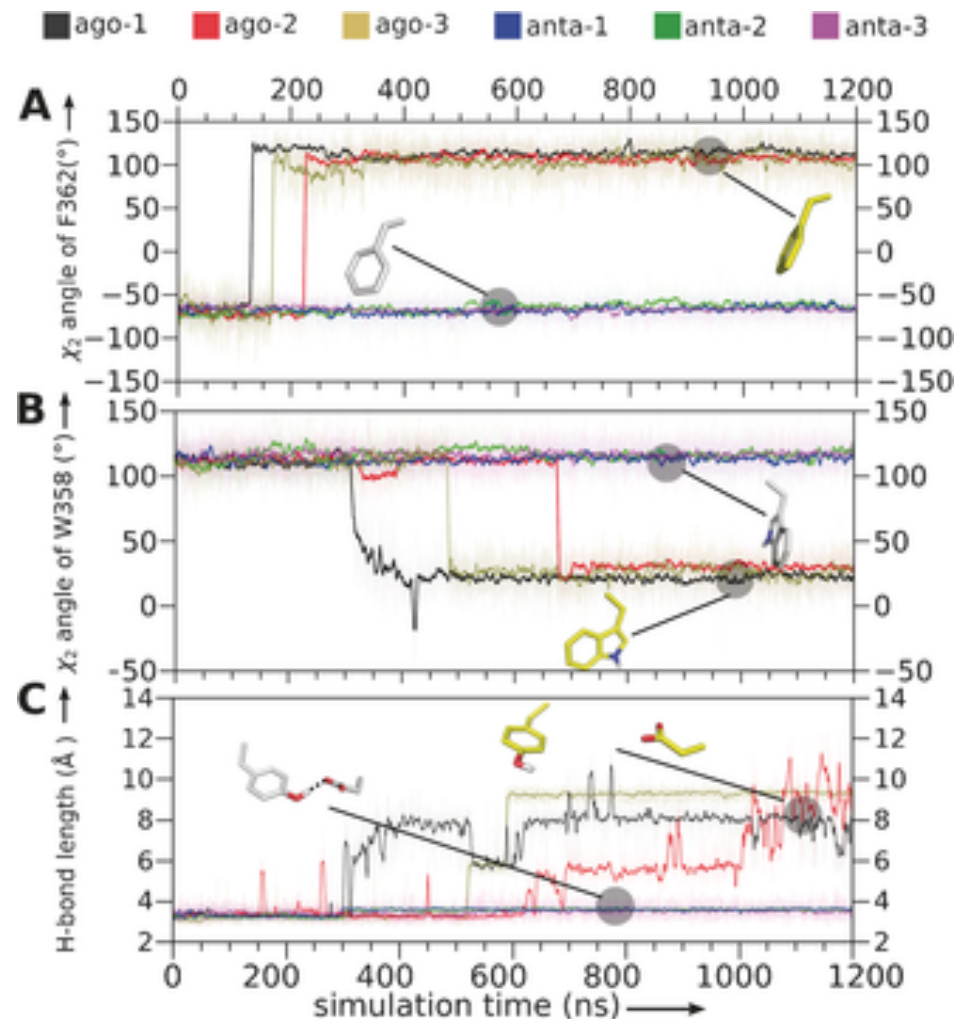 ago-1 ago-2 ago-3 anta-1 anta-2 anta-3
0 200 400 600 800 1000 1200
A
χ2 angle of F362(°)
150 150
100 100
50 50
0 0
−50 −50
−100 −100
−150 −150
B
χ2 angle of W358 (°)
150 150
100 100
50 50
0 0
-50 -50
C
H-bond length (Å)
14 14
12 12
10 10
8 8
6 6
4 4
2 2
0 200 400 600 800 1000 1200
simulation time (ns)